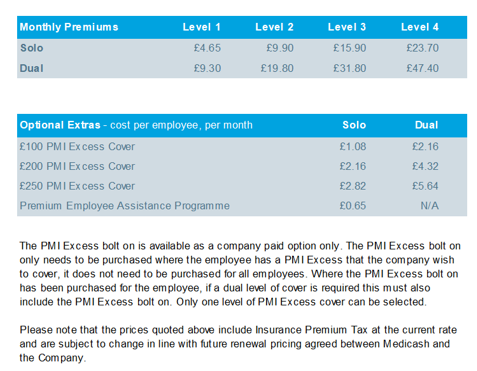 Monthly Premiums Level 1 Level 2 Level 3 Level 4
Solo £4.65 £9.90 £15.90 £23.70
Dual £9.30 £19.80 £31.80 £47.40
Optional Extras - cost per employee, per month Solo Dual
£100 PMI Excess Cover £1.08 £2.16
£200 PMI Excess Cover £2.16 £4.32
£250 PMI Excess Cover £2.82 £5.64
Premium Employee Assistance Programme £0.65 N/A
The PMI Excess bolt on is available as a company paid option only. The PMI Excess bolt on
only needs to be purchased where the employee has a PMI Excess that the company wish
to cover, it does not need to be purchased for all employees. Where the PMI Excess bolt on
has been purchased for the employee, if a dual level of cover is required this must also
include the PMI Excess bolt on. Only one level of PMI Excess cover can be selected.
Please note that the prices quoted above include Insurance Premium Tax at the current rate
and are subject to change in line with future renewal pricing agreed between Medicash and
the Company.